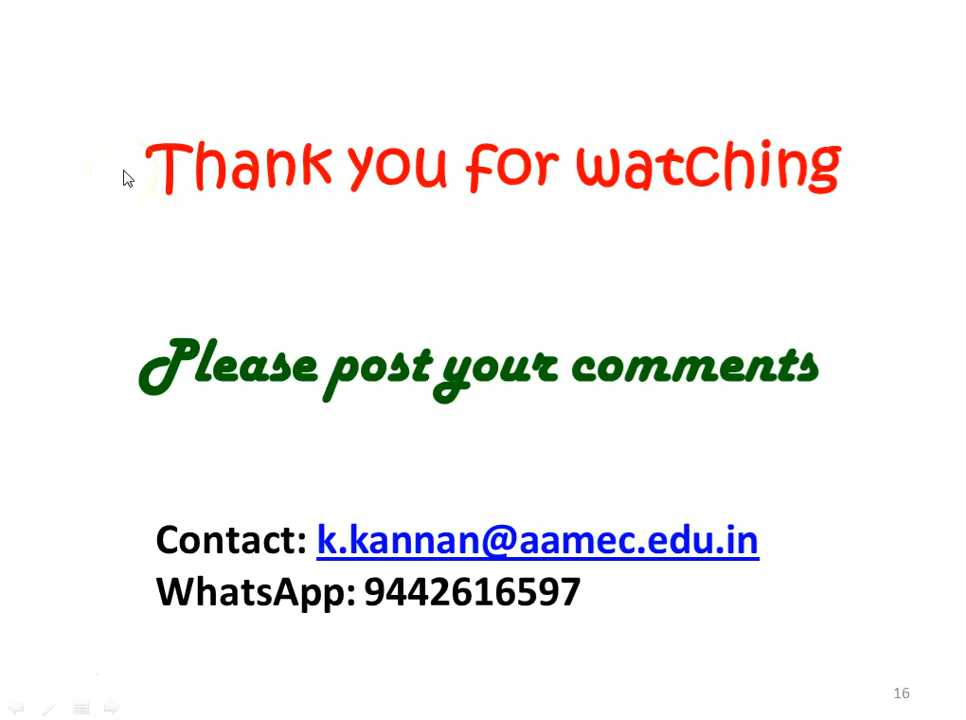 Thank you for watching
Please post your comments
Contact: k.kannan@aamec.edu.in
WhatsApp: 9442616597
16